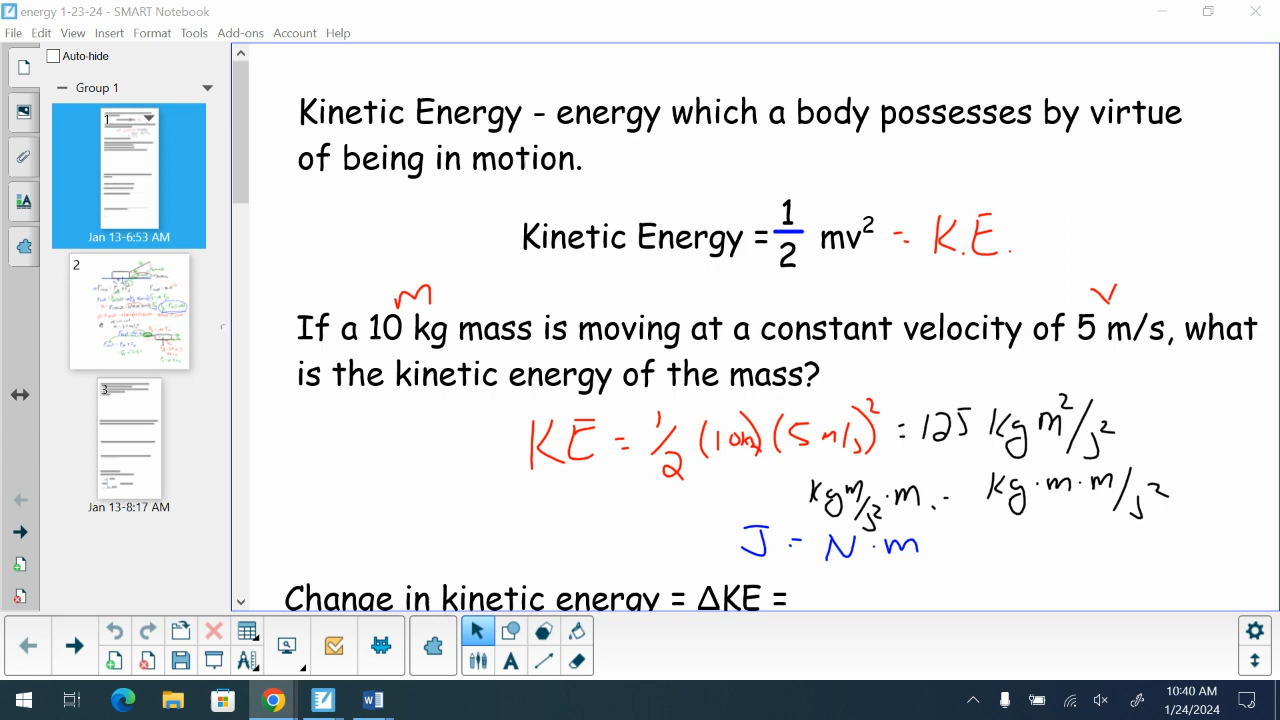 energy 1-23-24 - SMART Notebook
File Edit View Insert Format Tools Add-ons Account Help
Auto-hide
Group 1
1
Jan 13-6:53 AM
2
3
Jan 13-8:17 AM
Kinetic Energy - energy which a body possesses by virtue
of being in motion.
Kinetic Energy = 1/2 mv² = K.E.
m v
If a 10 kg mass is moving at a constant velocity of 5 m/s, what
is the kinetic energy of the mass?
KE = 1/2 (10kg) (5 m/s)² = 125 kg m²/s²
kg m/s² · m = kg · m · m/s²
J = N · m
Change in kinetic energy = ΔKE =
10:40 AM
1/24/2024